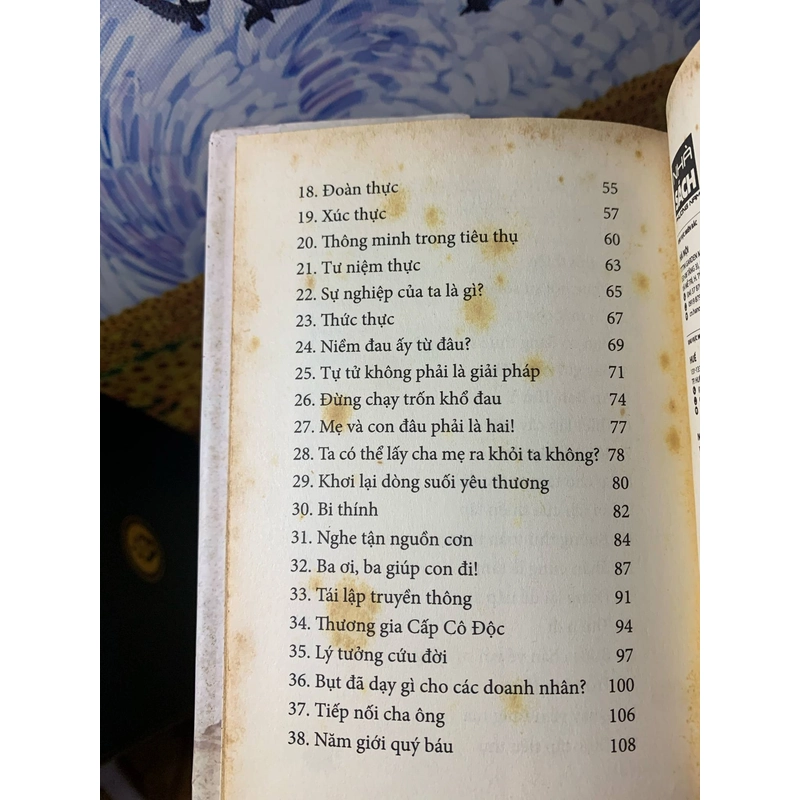 18. Đoàn thực 55
19. Xúc thực 57
20. Thông minh trong tiêu thụ 60
21. Tư niệm thực 63
22. Sự nghiệp của ta là gì? 65
23. Thức thực 67
24. Niềm đau ấy từ đâu? 69
25. Tự tử không phải là giải pháp 71
26. Đừng chạy trốn khổ đau 74
27. Mẹ và con đâu phải là hai! 77
28. Ta có thể lấy cha mẹ ra khỏi ta không? 78
29. Khơi lại dòng suối yêu thương 80
30. Bi thính 82
31. Nghe tận nguồn cơn 84
32. Ba ơi, ba giúp con đi! 87
33. Tái lập truyền thông 91
34. Thương gia Cấp Cô Độc 94
35. Lý tưởng cứu đời 97
36. Bụt đã dạy gì cho các doanh nhân? 100
37. Tiếp nối cha ông 106
38. Năm giới quý báu 108
NHÀ
SÁCH
HUẾ